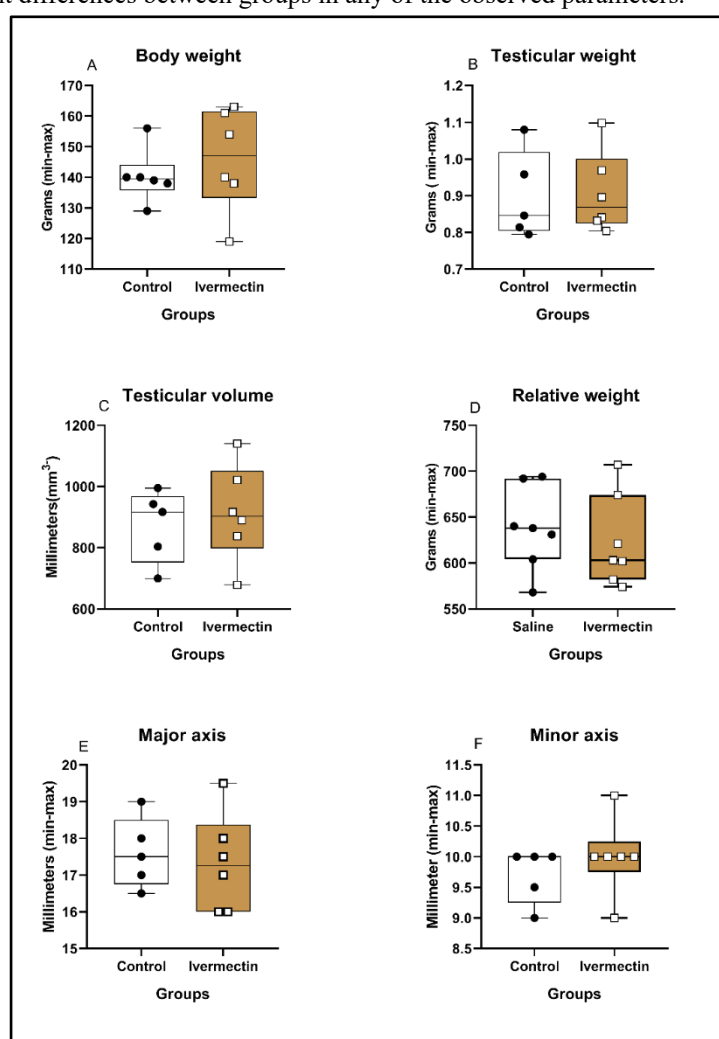 t differences between groups in any of the observed parameters.
A
Body weight
Grams (min-max)
170
160
150
140
130
120
110
Control Ivermectin
Groups
B
Testicular weight
Grams ( min-max)
1.2
1.1
1.0
0.9
0.8
0.7
Control Ivermectin
Groups
C
Testicular volume
Millimeters(mm³-)
1200
1000
800
600
Control Ivermectin
Groups
D
Relative weight
Grams (min-max)
750
700
650
600
550
Saline Ivermectin
Groups
E
Major axis
Millimeters (min-max)
20
19
18
17
16
15
Control Ivermectin
Groups
F
Minor axis
Millimeter (min-max)
11.5
11.0
10.5
10.0
9.5
9.0
8.5
Control Ivermectin
Groups